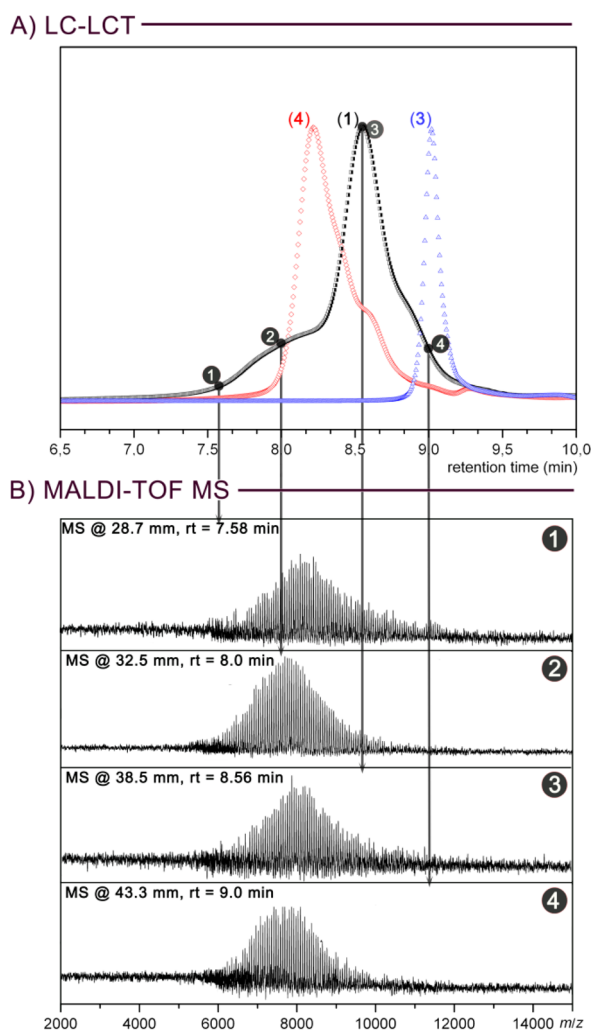 A) LC-LCT
(4) (1) 3 (3)
2
4
1
6,5 7.0 7.5 8.0 8.5 9.0 9,5 10,0
retention time (min)
B) MALDI-TOF MS
MS @ 28.7 mm, rt = 7.58 min 1
MS @ 32.5 mm, rt = 8.0 min 2
MS @ 38.5 mm, rt = 8.56 min 3
MS @ 43.3 mm, rt = 9.0 min 4
2000 4000 6000 8000 10000 12000 14000 m/z